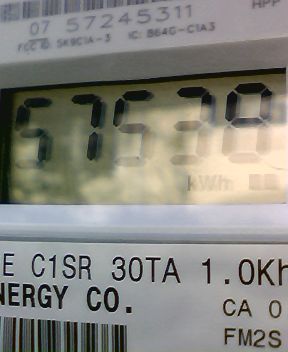 HPP
07 57245311
FCC ID: SK9C1A-3 IC: 864G-C1A3
kWh
E C1SR 30TA 1.0Kh
NERGY CO.
CA 0
FM2S